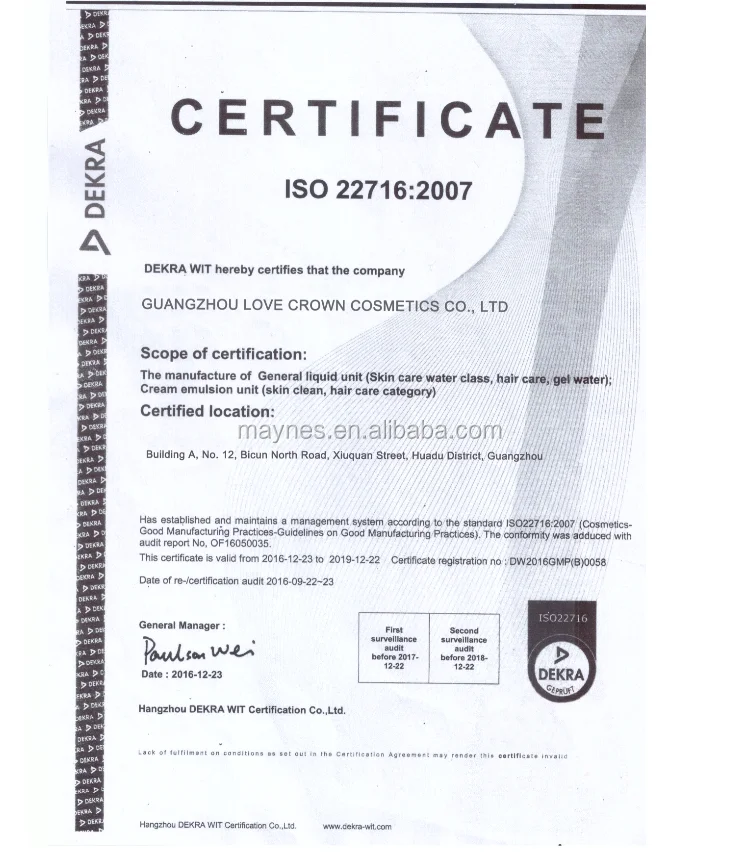 DEKRA
CERTIFICATE
ISO 22716:2007
DEKRA WIT hereby certifies that the company
GUANGZHOU LOVE CROWN COSMETICS CO., LTD
Scope of certification:
The manufacture of General liquid unit (Skin care water class, hair care, gel water);
Cream emulsion unit (skin clean, hair care category)
Certified location:
maynes.en.alibaba.com
Building A, No. 12, Bicun North Road, Xiuquan Street, Huadu District, Guangzhou
Has established and maintains a management system according to the standard ISO22716:2007 (Cosmetics-
Good Manufacturing Practices-Guidelines on Good Manufacturing Practices). The conformity was adduced with
audit report No, OF16050035.
This certificate is valid from 2016-12-23 to 2019-12-22 Certificate registration no : DW2016GMP(B)0058
Date of re-/certification audit 2016-09-22~23
General Manager :
Paulson Wei
Date : 2016-12-23
First
surveillance
audit
before 2017-
12-22
Second
surveillance
audit
before 2018-
12-22
ISO22716
DEKRA
GEPRÜFT
Hangzhou DEKRA WIT Certification Co.,Ltd.
Lack of fulfilment on conditions as set out in the Certification Agreement may render this certificate invalid
Hangzhou DEKRA WIT Certification Co.,Ltd. www.dekra-wit.com